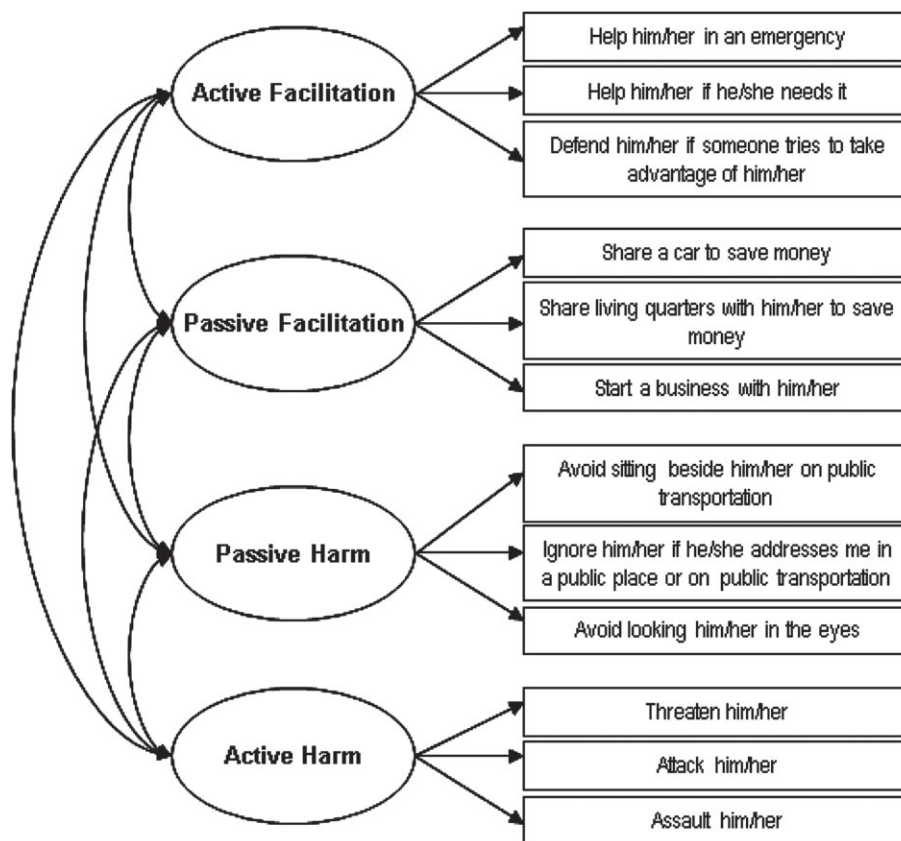 Active Facilitation
Help him/her in an emergency
Help him/her if he/she needs it
Defend him/her if someone tries to take
advantage of him/her
Passive Facilitation
Share a car to save money
Share living quarters with him/her to save
money
Start a business with him/her
Passive Harm
Avoid sitting beside him/her on public
transportation
Ignore him/her if he/she addresses me in
a public place or on public transportation
Avoid looking him/her in the eyes
Active Harm
Threaten him/her
Attack him/her
Assault him/her